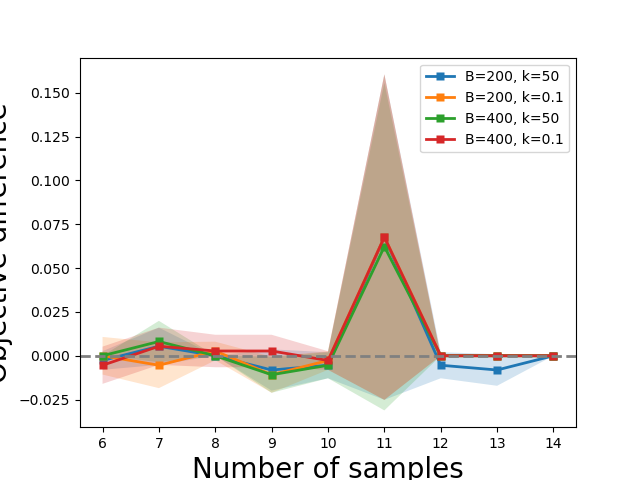 0.150
0.125
0.100
0.075
0.050
0.025
0.000
−0.025
6 7 8 9 10 11 12 13 14
Number of samples
B=200, k=50
B=200, k=0.1
B=400, k=50
B=400, k=0.1